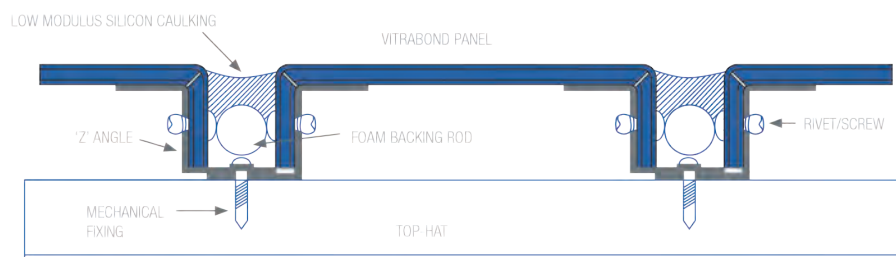 LOW MODULUS SILICON CAULKING
VITRABOND PANEL
'Z' ANGLE
FOAM BACKING ROD
RIVET/SCREW
MECHANICAL
FIXING
TOP-HAT